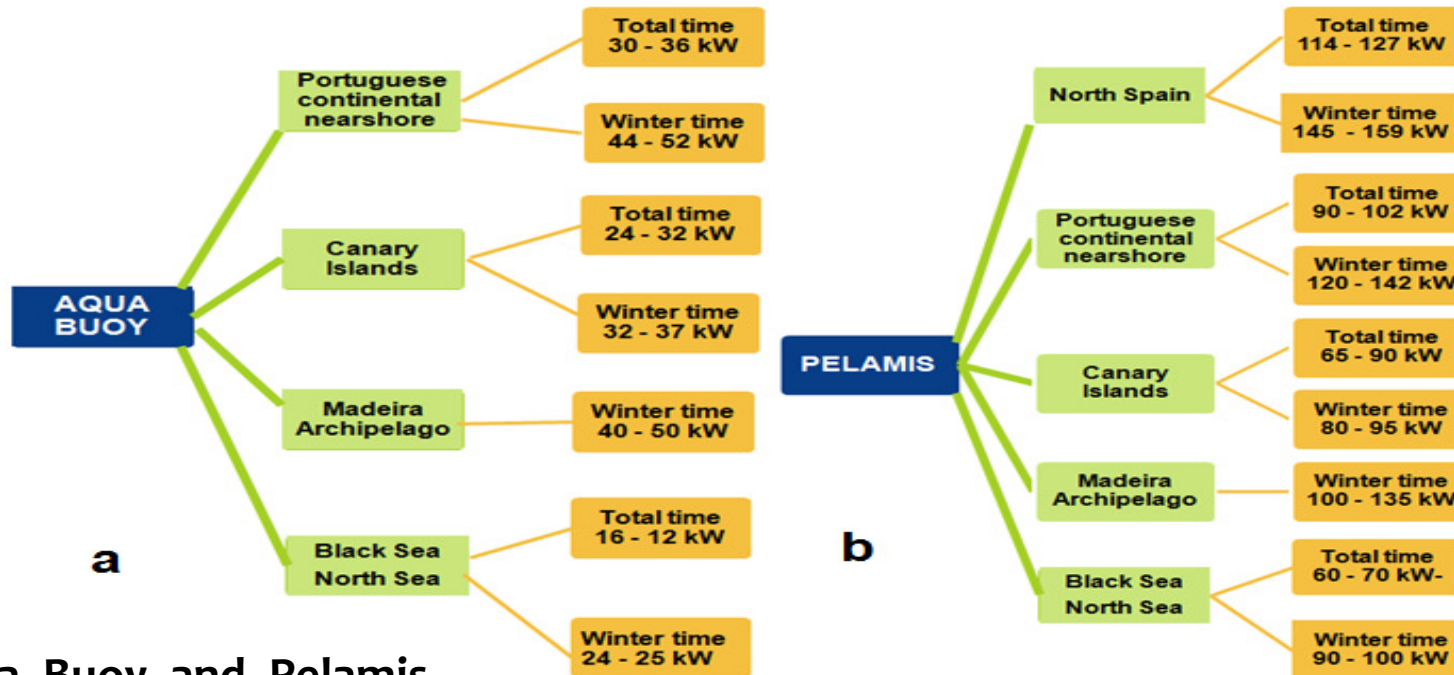 AQUA
BUOY
Portuguese
continental
nearshore
Total time
30 - 36 kW
Winter time
44 - 52 kW
Canary
Islands
Total time
24 - 32 kW
Winter time
32 - 37 kW
Madeira
Archipelago
Winter time
40 - 50 kW
Black Sea
North Sea
Total time
16 - 12 kW
Winter time
24 - 25 kW
a
PELAMIS
North Spain
Total time
114 - 127 kW
Winter time
145 - 159 kW
Portuguese
continental
nearshore
Total time
90 - 102 kW
Winter time
120 - 142 kW
Canary
Islands
Total time
65 - 90 kW
Winter time
80 - 95 kW
Madeira
Archipelago
Winter time
100 - 135 kW
Black Sea
North Sea
Total time
60 - 70 kW-
Winter time
90 - 100 kW
b
Buoy and Pelamis